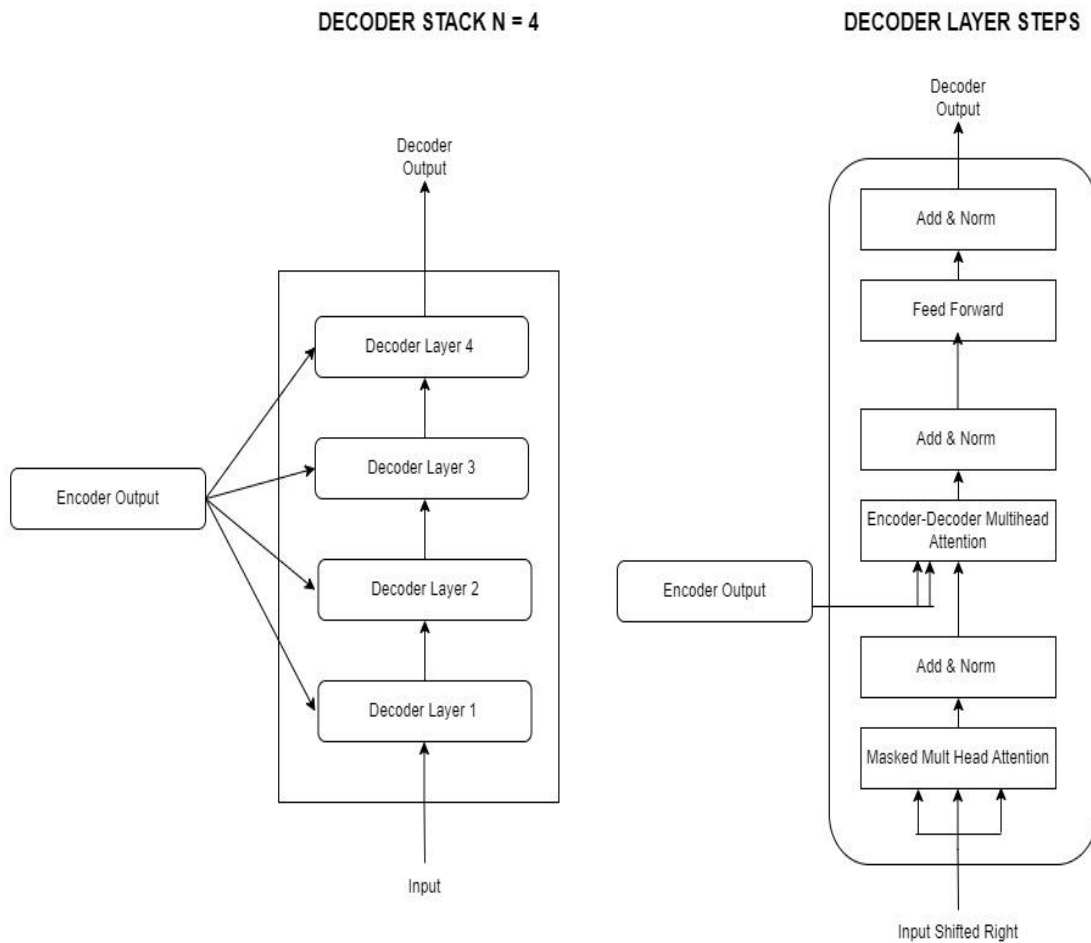 DECODER STACK N = 4
Decoder
Output
Decoder Layer 4
Decoder Layer 3
Encoder Output
Decoder Layer 2
Decoder Layer 1
Input
DECODER LAYER STEPS
Decoder
Output
Add & Norm
Feed Forward
Add & Norm
Encoder-Decoder Multihead
Attention
Encoder Output
Add & Norm
Masked Mult Head Attention
Input Shifted Right